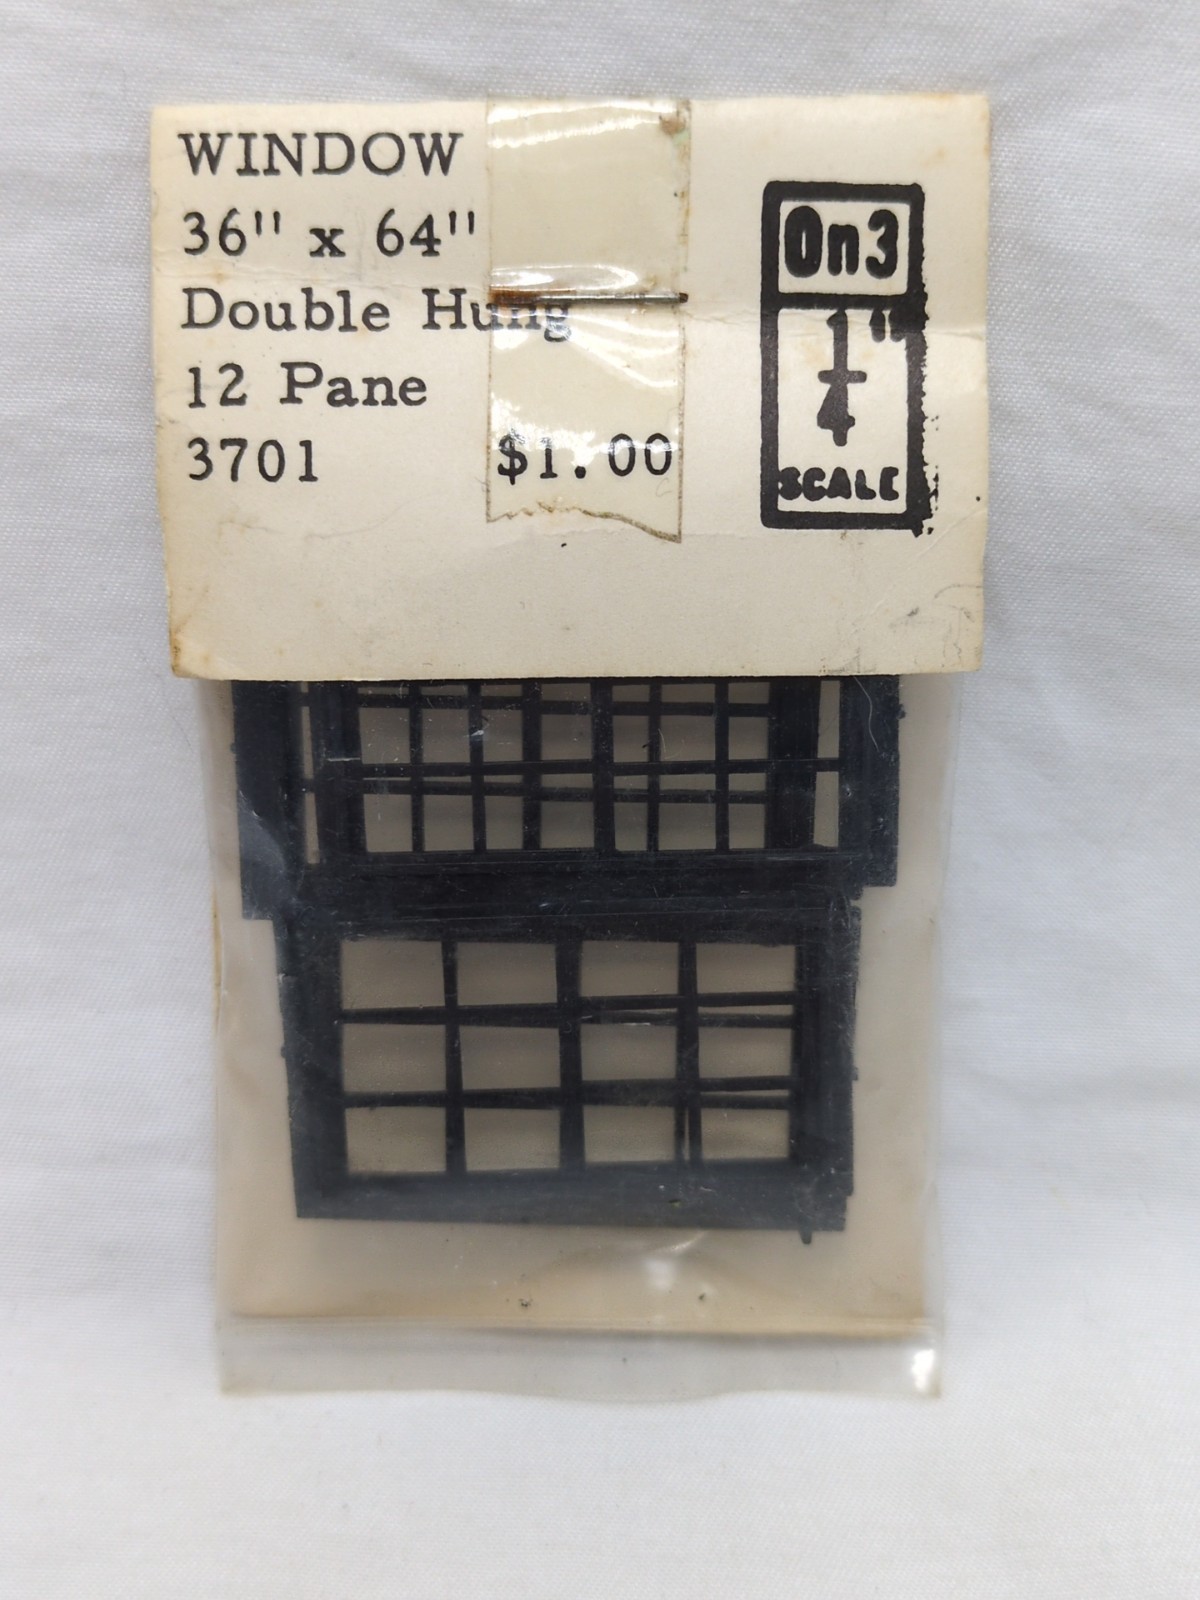 WINDOW
36" x 64"
Double Hung
12 Pane
3701 $1.00
On3
1/4"
SCALE